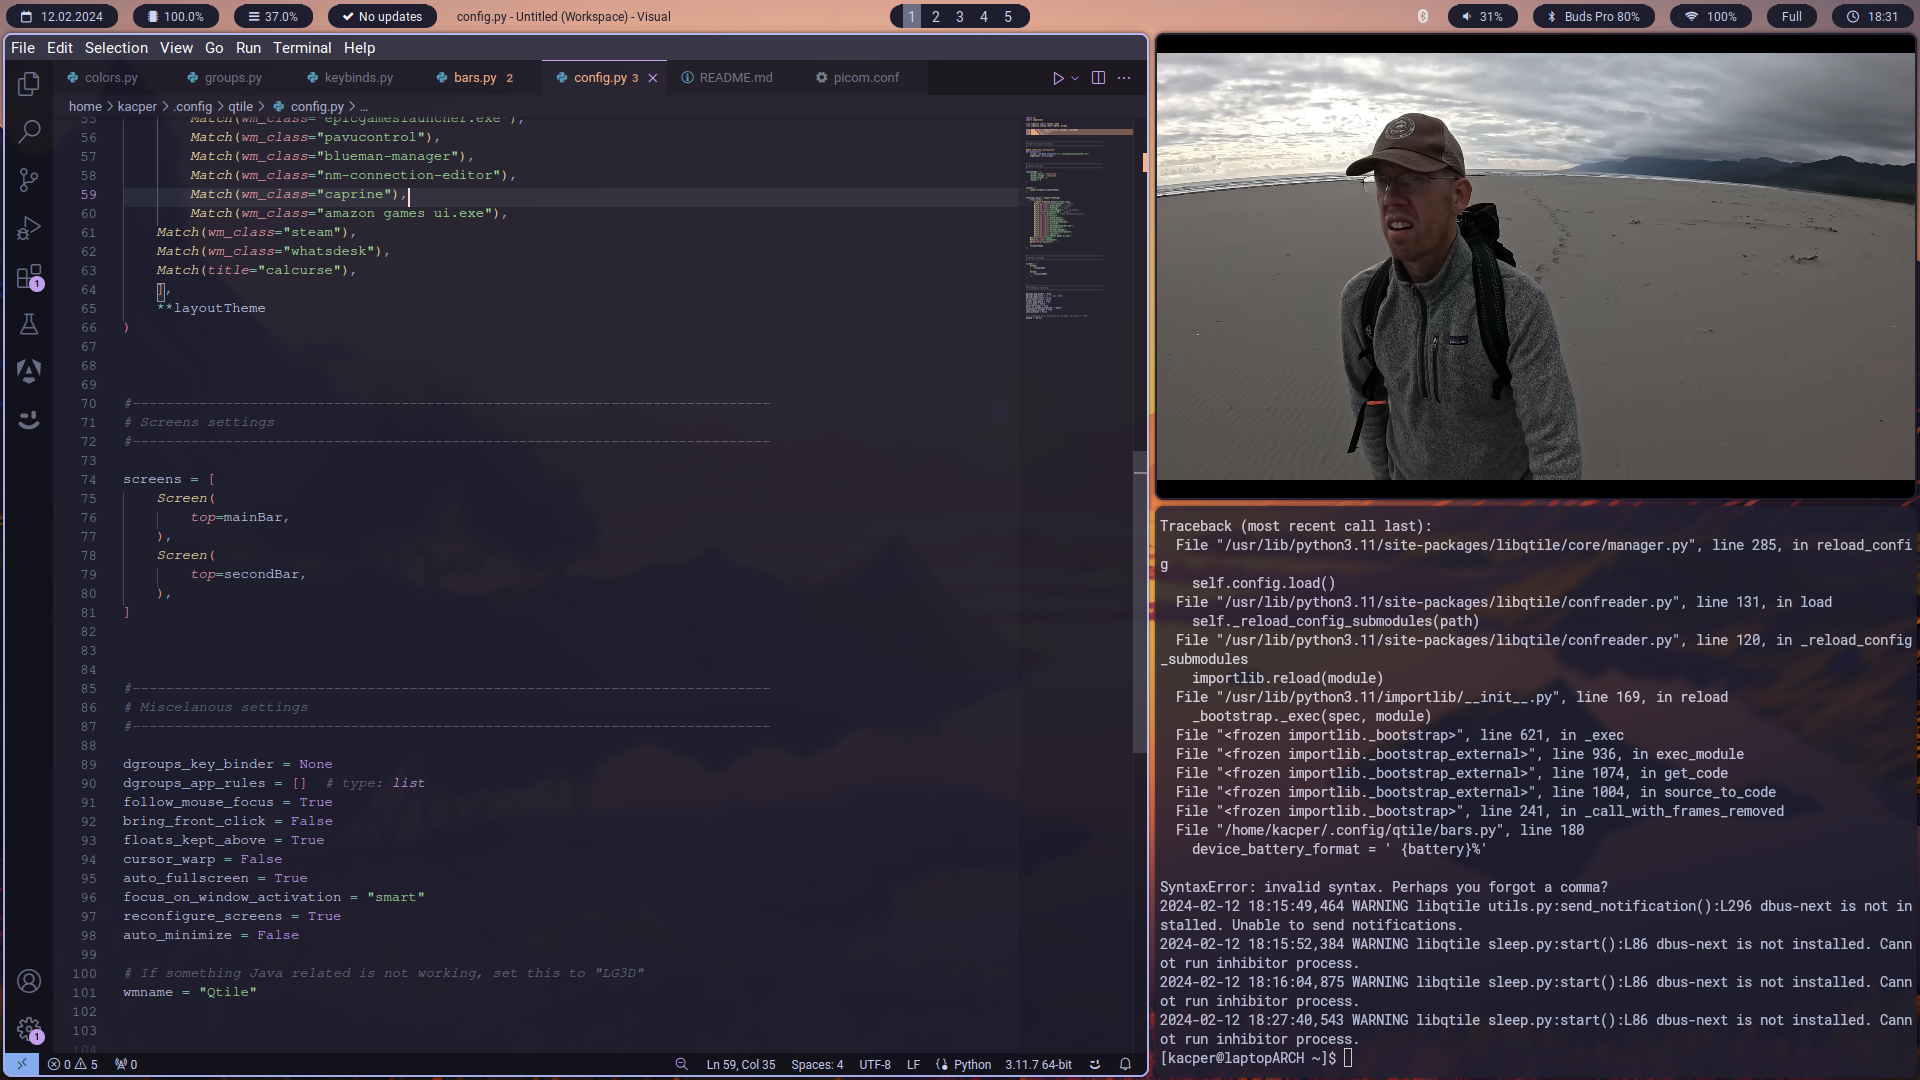 12.02.2024
100.0%
37.0%
No updates
config.py - Untitled (Workspace) - Visual
1 2 3 4 5
31%
Buds Pro 80%
100%
Full
18:31
File Edit Selection View Go Run Terminal Help
colors.py
groups.py
keybinds.py
bars.py 2
config.py 3
README.md
picom.conf
home > kacper > .config > qtile > config.py > ...
55 Match(wm_class="epicgameslauncher.exe"),
56 Match(wm_class="pavucontrol"),
57 Match(wm_class="blueman-manager"),
58 Match(wm_class="nm-connection-editor"),
59 Match(wm_class="caprine"),
60 Match(wm_class="amazon games ui.exe"),
61 Match(wm_class="steam"),
62 Match(wm_class="whatsdesk"),
63 Match(title="calcurse"),
64 ],
65 **layoutTheme
66 )
67
68
69
70 #----------------------------------------------------------------------------
71 # Screens settings
72 #----------------------------------------------------------------------------
73
74 screens = [
75 Screen(
76 top=mainBar,
77 ),
78 Screen(
79 top=secondBar,
80 ),
81 ]
82
83
84
85 #----------------------------------------------------------------------------
86 # Miscelanous settings
87 #----------------------------------------------------------------------------
88
89 dgroups_key_binder = None
90 dgroups_app_rules = [] # type: list
91 follow_mouse_focus = True
92 bring_front_click = False
93 floats_kept_above = True
94 cursor_warp = False
95 auto_fullscreen = True
96 focus_on_window_activation = "smart"
97 reconfigure_screens = True
98 auto_minimize = False
99
100 # If something Java related is not working, set this to "LG3D"
101 wmname = "Qtile"
102
103
104
1
1
0 5 0
Ln 59, Col 35
Spaces: 4
UTF-8
LF
Python
3.11.7 64-bit
Traceback (most recent call last):
File "/usr/lib/python3.11/site-packages/libqtile/core/manager.py", line 285, in reload_confi
g
self.config.load()
File "/usr/lib/python3.11/site-packages/libqtile/confreader.py", line 131, in load
self._reload_config_submodules(path)
File "/usr/lib/python3.11/site-packages/libqtile/confreader.py", line 120, in _reload_config
_submodules
importlib.reload(module)
File "/usr/lib/python3.11/importlib/__init__.py", line 169, in reload
_bootstrap._exec(spec, module)
File "<frozen importlib._bootstrap>", line 621, in _exec
File "<frozen importlib._bootstrap_external>", line 936, in exec_module
File "<frozen importlib._bootstrap_external>", line 1074, in get_code
File "<frozen importlib._bootstrap_external>", line 1004, in source_to_code
File "<frozen importlib._bootstrap>", line 241, in _call_with_frames_removed
File "/home/kacper/.config/qtile/bars.py", line 180
device_battery_format = ' {battery}%'
SyntaxError: invalid syntax. Perhaps you forgot a comma?
2024-02-12 18:15:49,464 WARNING libqtile utils.py:send_notification():L296 dbus-next is not in
stalled. Unable to send notifications.
2024-02-12 18:15:52,384 WARNING libqtile sleep.py:start():L86 dbus-next is not installed. Cann
ot run inhibitor process.
2024-02-12 18:16:04,875 WARNING libqtile sleep.py:start():L86 dbus-next is not installed. Cann
ot run inhibitor process.
2024-02-12 18:27:40,543 WARNING libqtile sleep.py:start():L86 dbus-next is not installed. Cann
ot run inhibitor process.
[kacper@laptopARCH ~]$